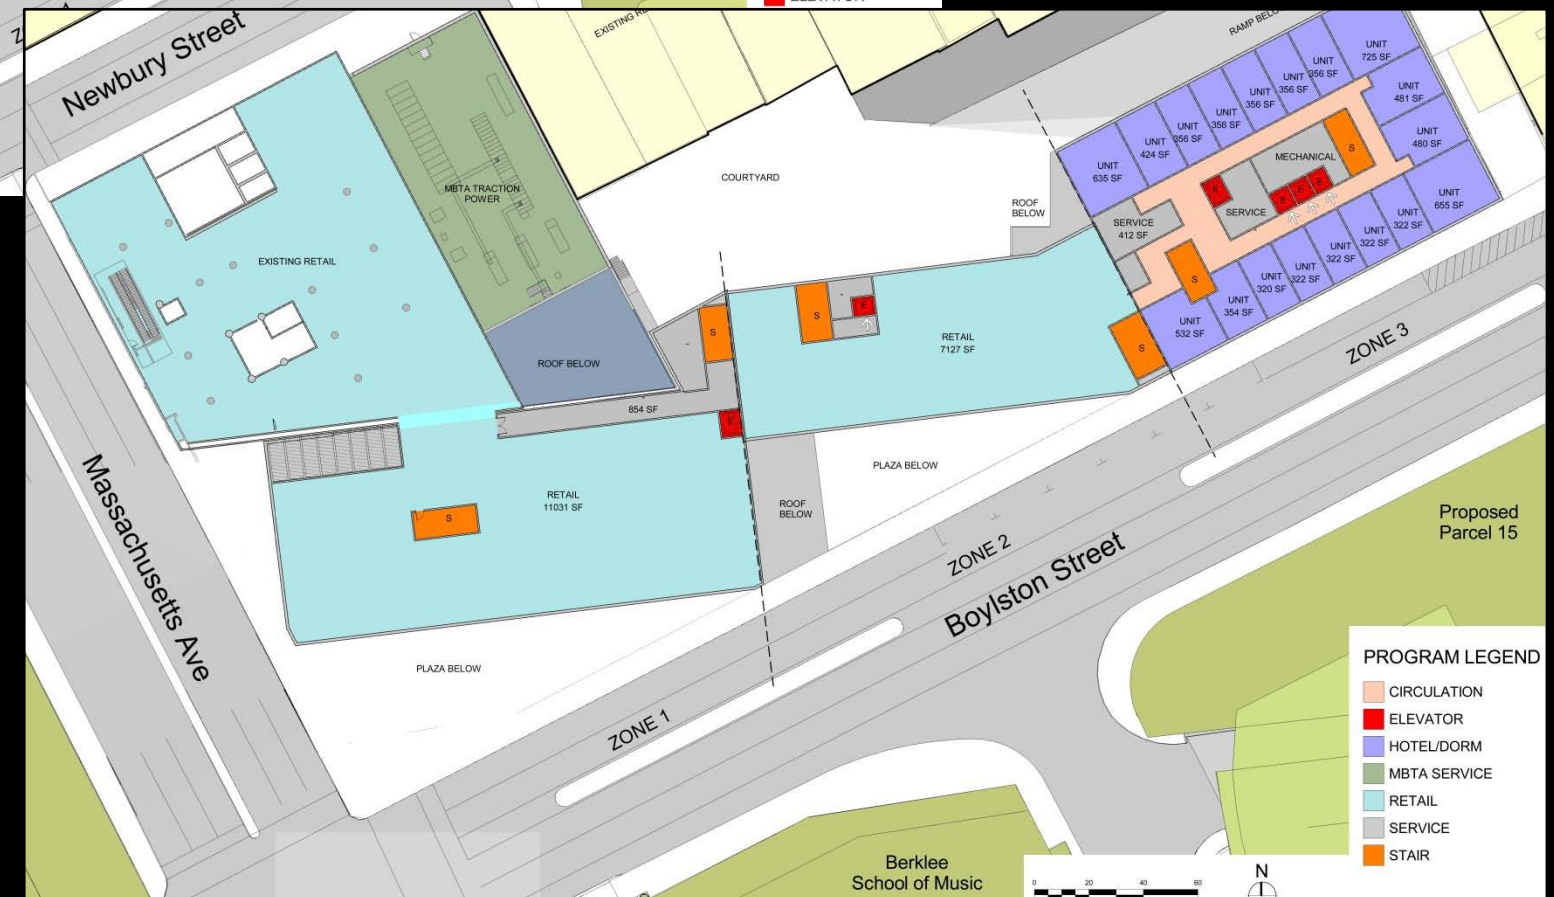 ELEVATOR
Z
Newbury Street
EXISTING RE
RAMP BELOW
UNIT
725 SF
UNIT
356 SF
UNIT
356 SF
UNIT
356 SF
UNIT
356 SF
UNIT
356 SF
UNIT
424 SF
UNIT
635 SF
UNIT
481 SF
UNIT
480 SF
UNIT
655 SF
MECHANICAL
S
E
E
E
E
SERVICE
SERVICE
412 SF
S
UNIT
322 SF
UNIT
322 SF
UNIT
322 SF
UNIT
322 SF
UNIT
320 SF
UNIT
354 SF
UNIT
532 SF
COURTYARD
ROOF
BELOW
MBTA TRACTION
POWER
EXISTING RETAIL
ROOF BELOW
S
S
E
RETAIL
7127 SF
S
854 SF
E
ZONE 3
PLAZA BELOW
RETAIL
11031 SF
S
ROOF
BELOW
Massachusetts Ave
ZONE 2
Boylston Street
Proposed
Parcel 15
PLAZA BELOW
ZONE 1
PROGRAM LEGEND
CIRCULATION
ELEVATOR
HOTEL/DORM
MBTA SERVICE
RETAIL
SERVICE
STAIR
Berklee
School of Music
0 20 40 60
N